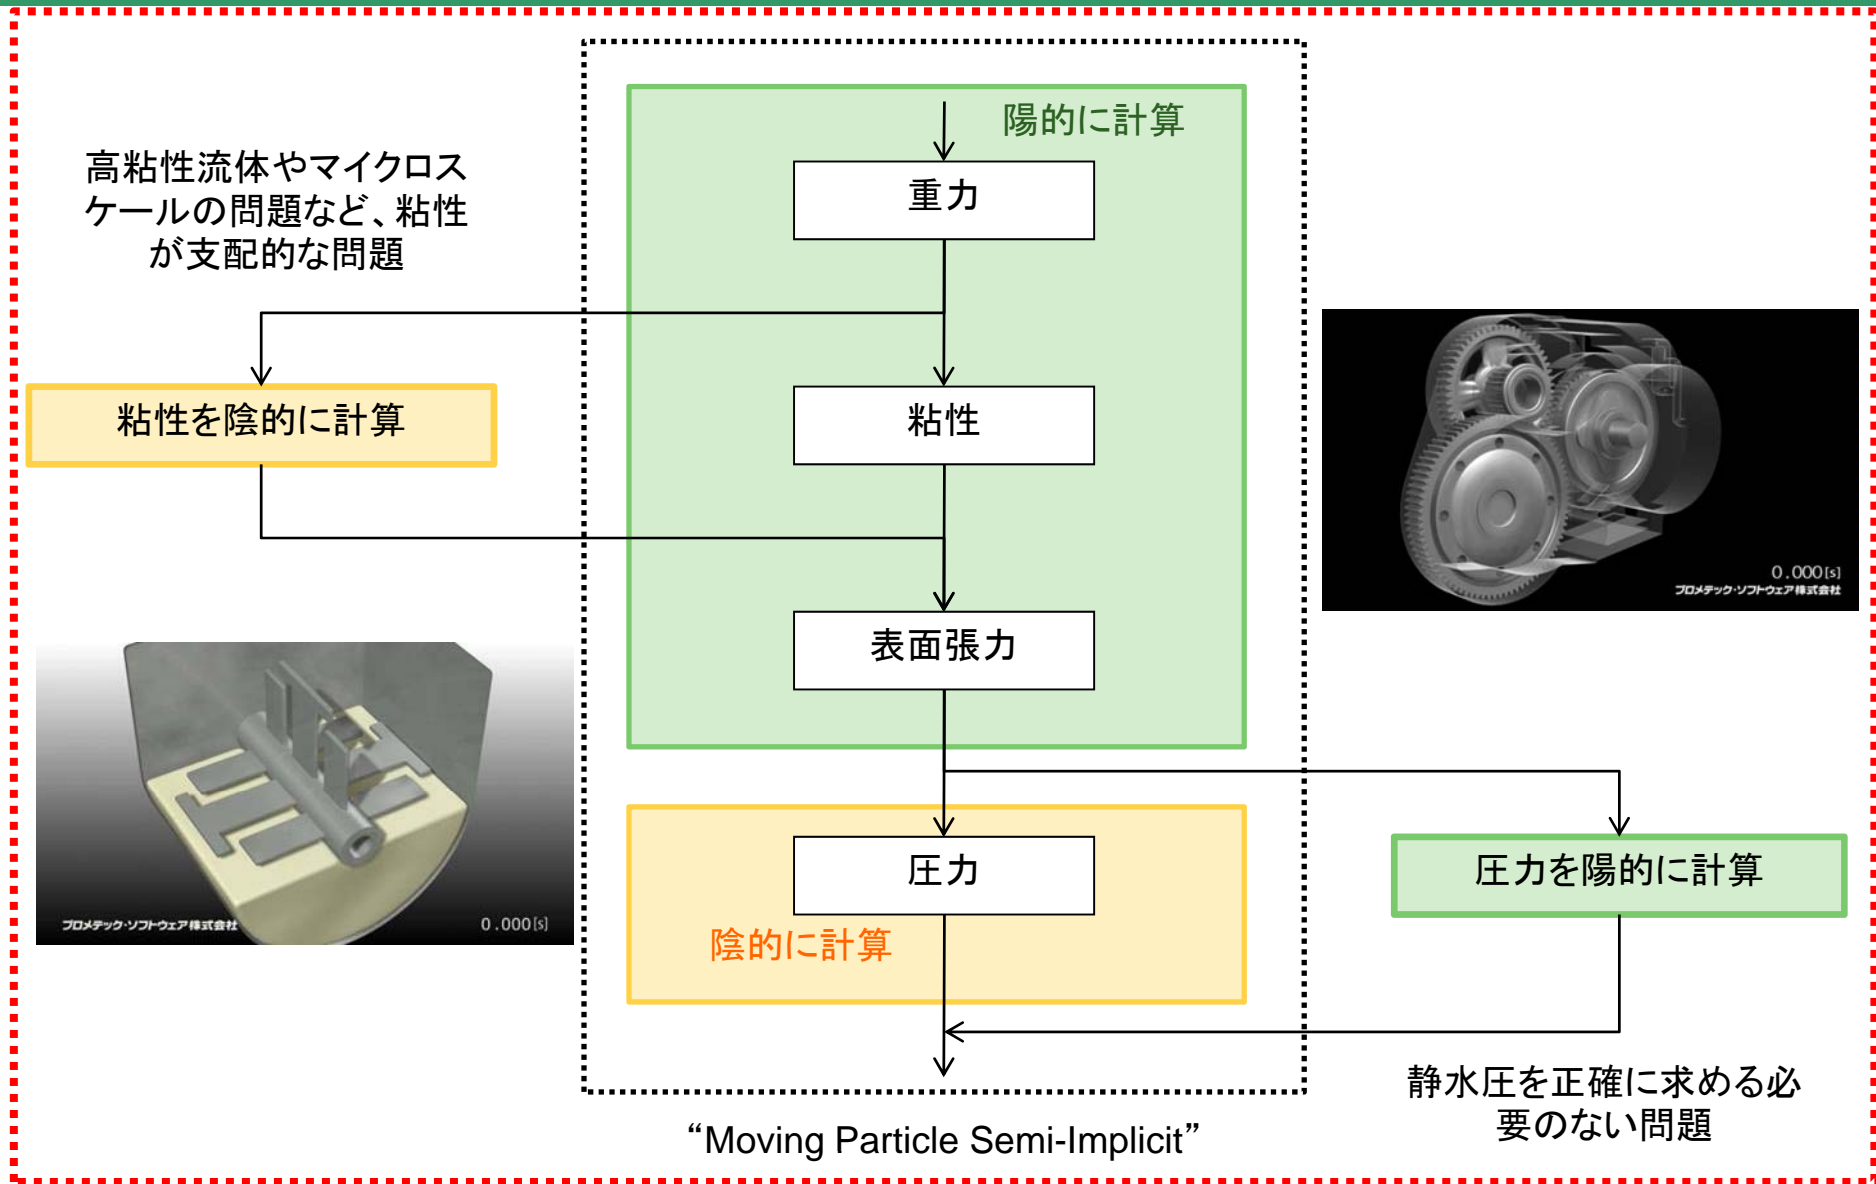 陽的に計算
重力
高粘性流体やマイクロス
ケールの問題など、粘性
が支配的な問題
粘性を陰的に計算
粘性
0.000[s]
プロメテック・ソフトウェア株式会社
表面張力
圧力
陰的に計算
圧力を陽的に計算
プロメテック・ソフトウェア株式会社
0.000[s]
静水圧を正確に求める必
要のない問題
“Moving Particle Semi-Implicit”